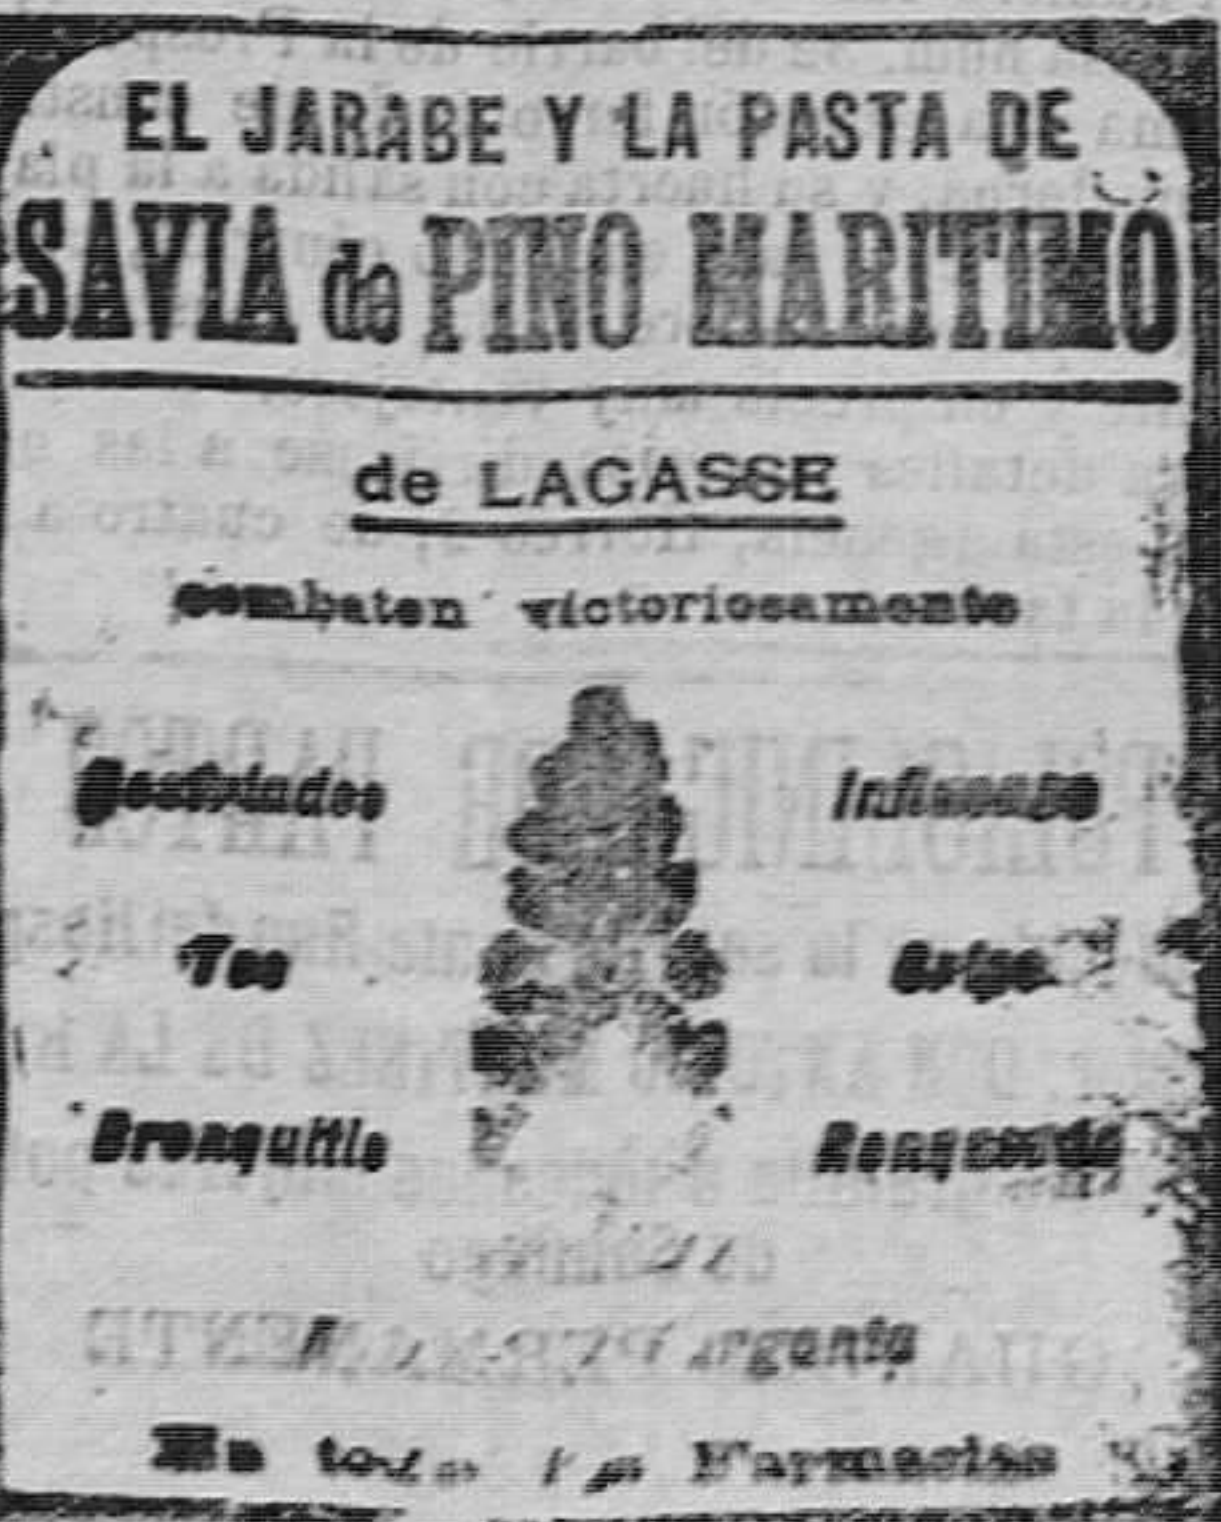 EL JARABE Y LA PASTA DE
SAVIA de PINO MARITIMO
de LAGASSE
combaten victoriosamente
Resfriados
Influenza
Tos
Gripe
Bronquitis
Ronquera
En todas las Farmacias